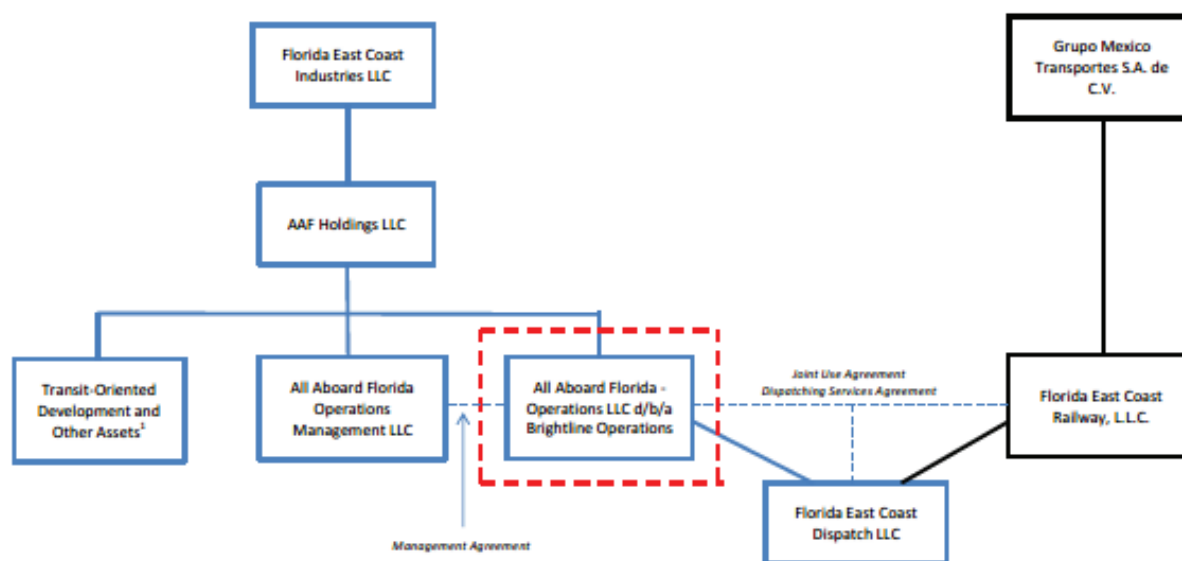 Florida East Coast
Industries LLC
Grupo Mexico
Transportes S.A. de
C.V.
AAF Holdings LLC
Transit-Oriented
Development and
Other Assets¹
All Aboard Florida
Operations
Management LLC
All Aboard Florida -
Operations LLC d/b/a
Brightline Operations
Joint Use Agreement
Dispatching Services Agreement
Florida East Coast
Railway, L.L.C.
Florida East Coast
Dispatch LLC
Management Agreement